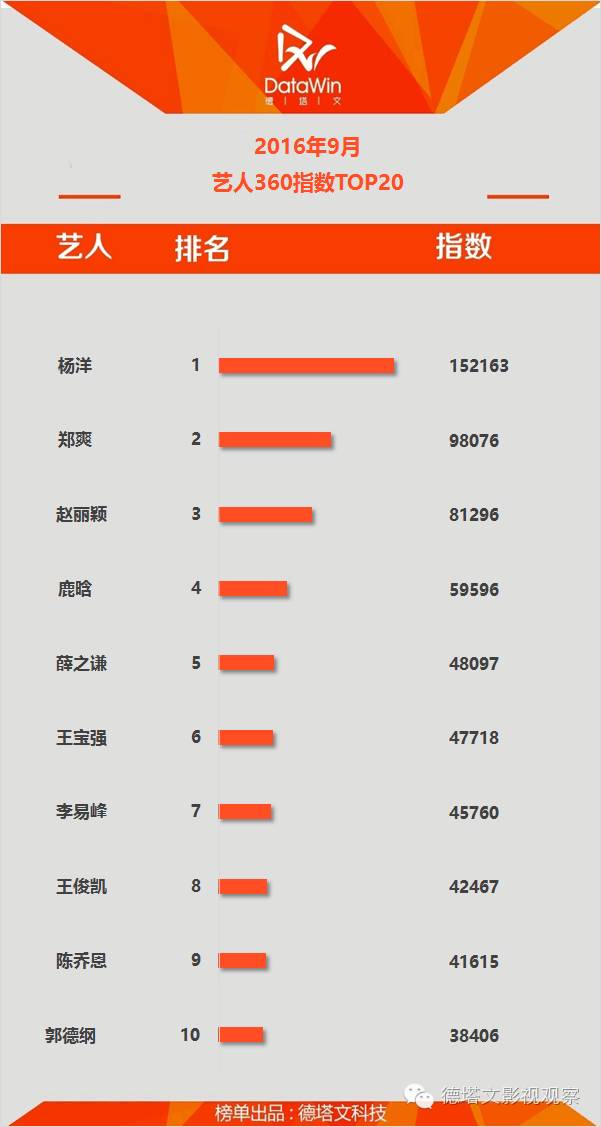 DataWin
德 | 塔 | 文
2016年9月
艺人360指数TOP20
艺人 排名 指数
杨洋 1 152163
郑爽 2 98076
赵丽颖 3 81296
鹿晗 4 59596
薛之谦 5 48097
王宝强 6 47718
李易峰 7 45760
王俊凯 8 42467
陈乔恩 9 41615
郭德纲 10 38406
德塔文影视观察
榜单出品 : 德塔文科技